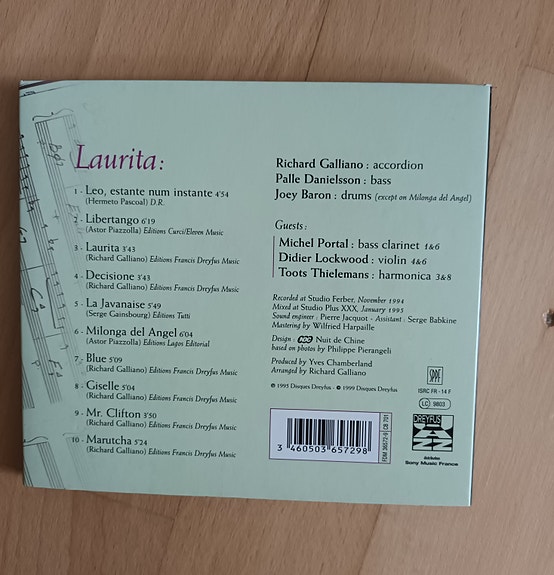 Laurita:
1 - Leo, estante num instante 4'54
(Hermeto Pascoal) D.R.
2 - Libertango 6'19
(Astor Piazzolla) Editions Curci/Eleven Music
3 - Laurita 3'43
(Richard Galliano) Editions Francis Dreyfus Music
4 - Decisione 3'43
(Richard Galliano) Editions Francis Dreyfus Music
5 - La Javanaise 5'49
(Serge Gainsbourg) Editions Tutti
6 - Milonga del Angel 6'04
(Astor Piazzolla) Editions Lagos Editorial
7 - Blue 5'09
(Richard Galliano) Editions Francis Dreyfus Music
8 - Giselle 5'04
(Richard Galliano) Editions Francis Dreyfus Music
9 - Mr. Clifton 3'50
(Richard Galliano) Editions Francis Dreyfus Music
10 - Marutcha 5'24
(Richard Galliano) Editions Francis Dreyfus Music
Richard Galliano : accordion
Palle Danielsson : bass
Joey Baron : drums (except on Milonga del Angel)
Guests :
Michel Portal : bass clarinet 1&6
Didier Lockwood : violin 4&6
Toots Thielemans : harmonica 3&8
Recorded at Studio Ferber, November 1994
Mixed at Studio Plus XXX, January 1995
Sound engineer : Pierre Jacquot - Assistant : Serge Babkine
Mastering by Wilfried Harpaille
Design : Nuit de Chine
based on photos by Philippe Pierangeli
Produced by Yves Chamberland
Arranged by Richard Galliano
℗ 1995 Disques Dreyfus - © 1999 Disques Dreyfus
ISRC FR - 14 F
LC 9803
3 460503 657298
FDM 36572-9 CB 701
DREYFUS
JAZZ
distribution
Sony Music France